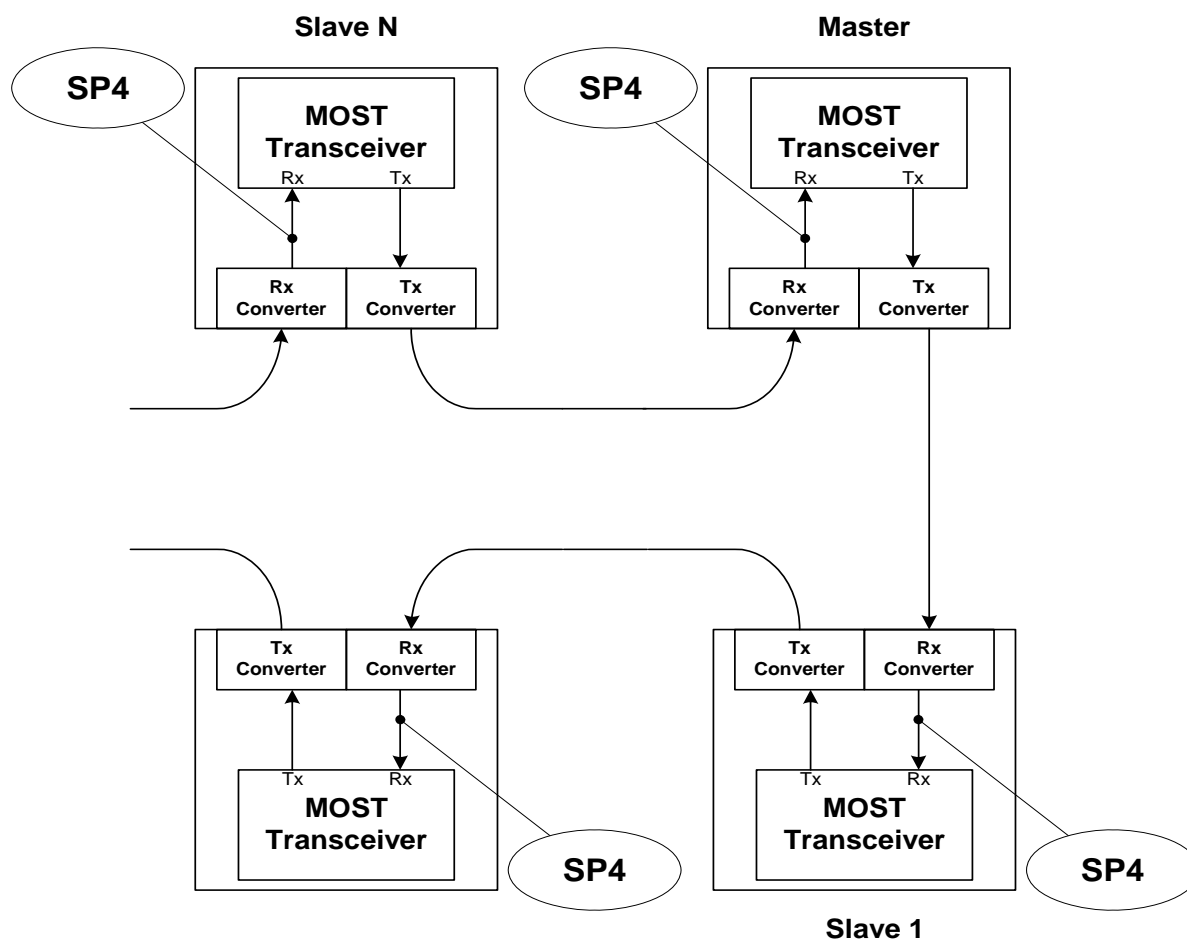 Slave N
Master
SP4
MOST
Transceiver
Rx
Tx
Rx
Converter
Tx
Converter
SP4
MOST
Transceiver
Rx
Tx
Rx
Converter
Tx
Converter
Tx
Converter
Rx
Converter
Tx
Rx
MOST
Transceiver
SP4
Tx
Converter
Rx
Converter
Tx
Rx
MOST
Transceiver
SP4
Slave 1